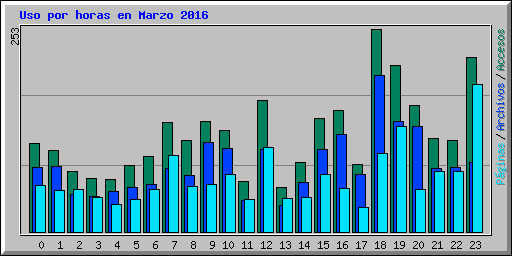 Uso por horas en Marzo 2016
253
Páginas / Archivos / Accesos
0 1 2 3 4 5 6 7 8 9 10 11 12 13 14 15 16 17 18 19 20 21 22 23